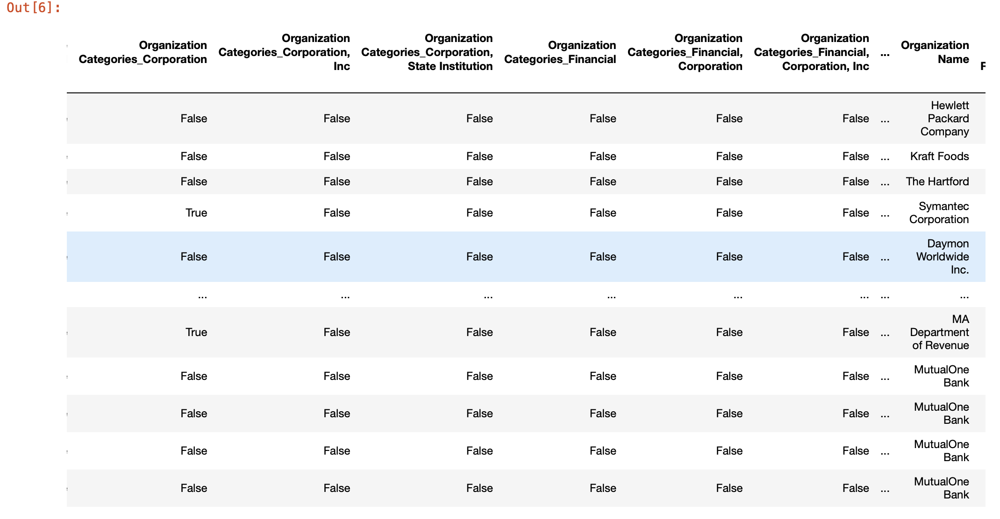 Out[6]:
Organization Categories_Corporation Organization Categories_Corporation, Inc Organization Categories_Corporation, State Institution Organization Categories_Financial Organization Categories_Financial, Corporation Organization Categories_Financial, Corporation, Inc ... Organization Name
False False False False False False ... Hewlett Packard Company
False False False False False False ... Kraft Foods
False False False False False False ... The Hartford
True False False False False False ... Symantec Corporation
False False False False False False ... Daymon Worldwide Inc.
... ... ... ... ... ... ... ...
True False False False False False ... MA Department of Revenue
False False False False False False ... MutualOne Bank
False False False False False False ... MutualOne Bank
False False False False False False ... MutualOne Bank
False False False False False False ... MutualOne Bank